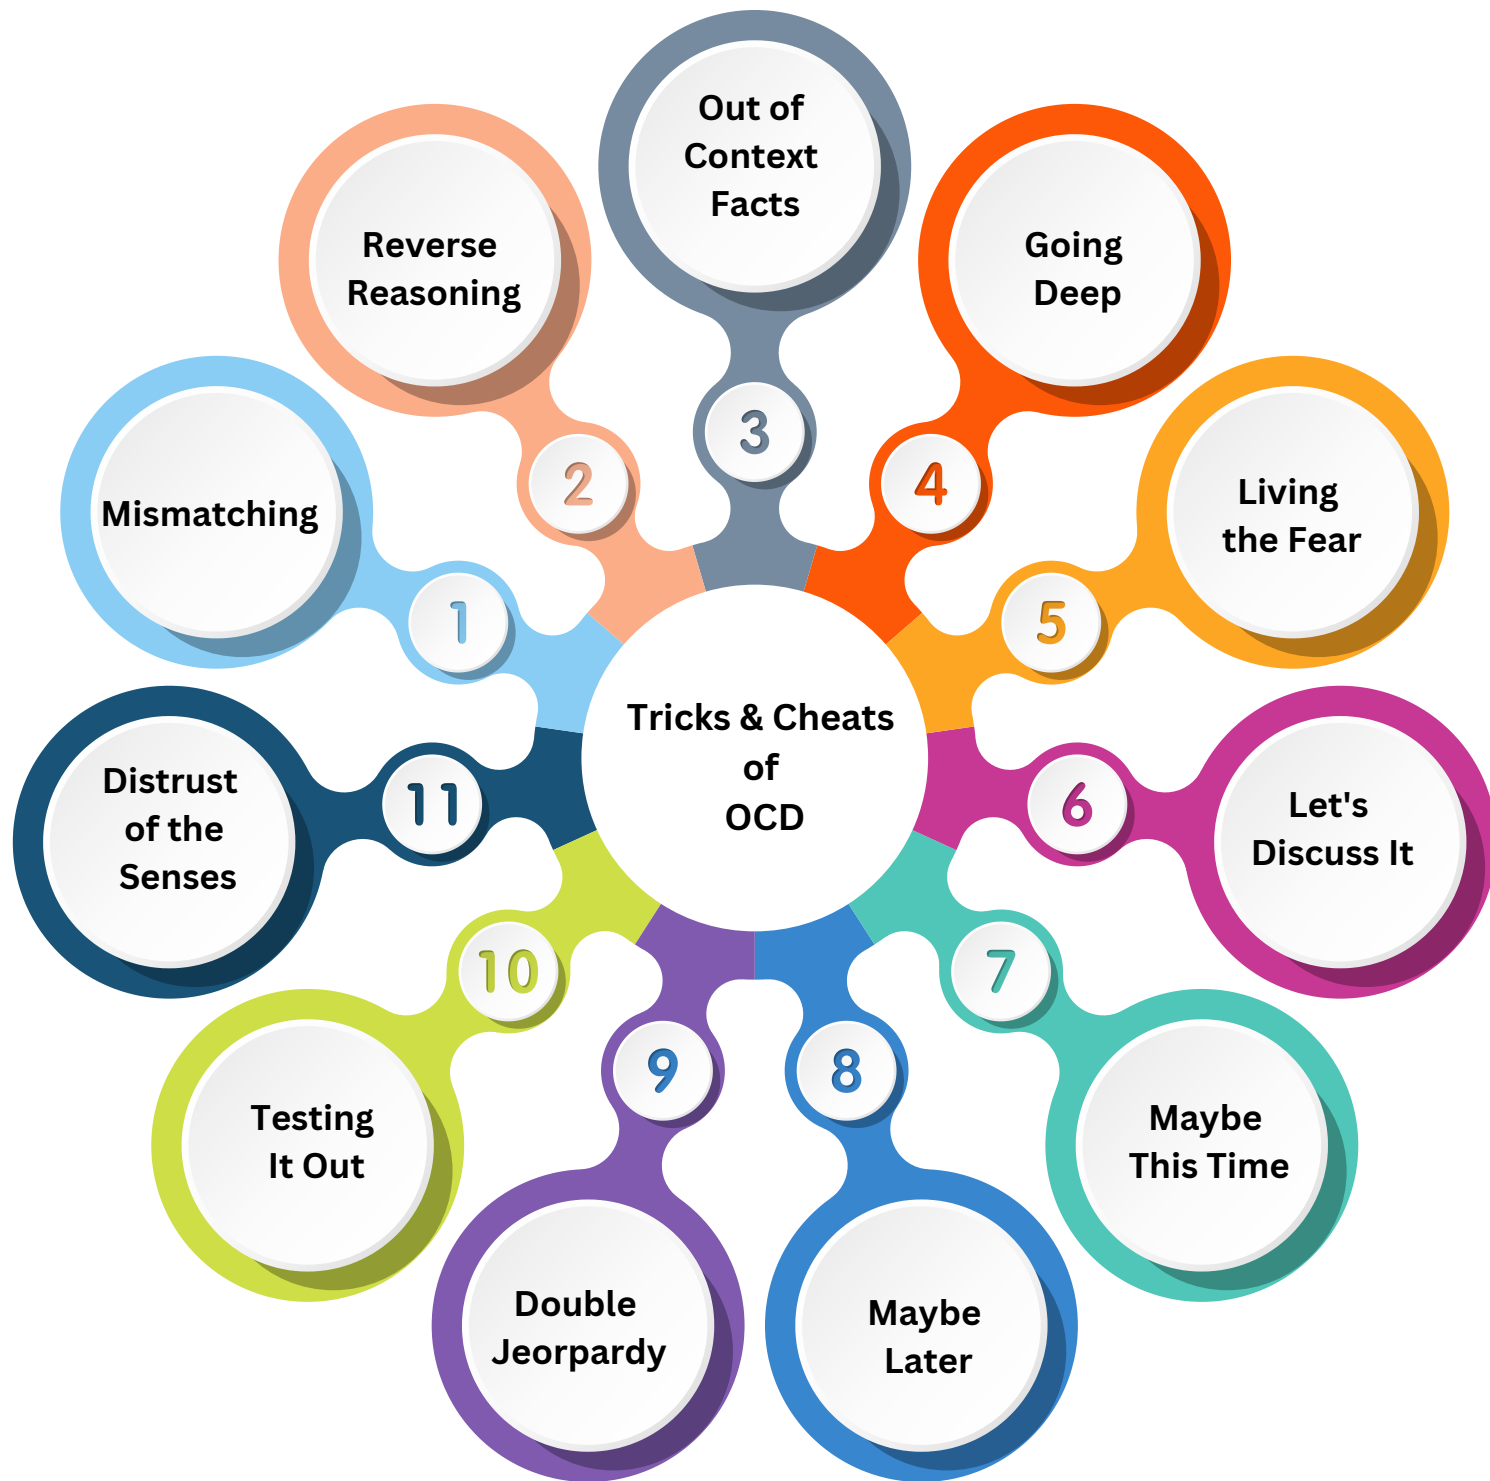 Tricks & Cheats
of
OCD
1
Mismatching
2
Reverse
Reasoning
3
Out of
Context
Facts
4
Going
Deep
5
Living
the Fear
6
Let's
Discuss It
7
Maybe
This Time
8
Maybe
Later
9
Double
Jeorpardy
10
Testing
It Out
11
Distrust
of the
Senses